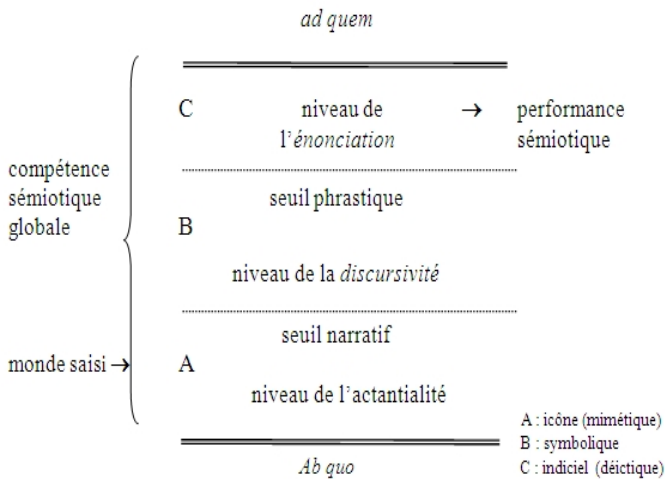 ad quem
C niveau de → performance
l’énonciation sémiotique
compétence
sémiotique
globale
seuil phrastique
B
niveau de la discursivité
seuil narratif
monde saisi → A
niveau de l’actantialité
A : icône (mimétique)
B : symbolique
C : indiciel (déictique)
Ab quo